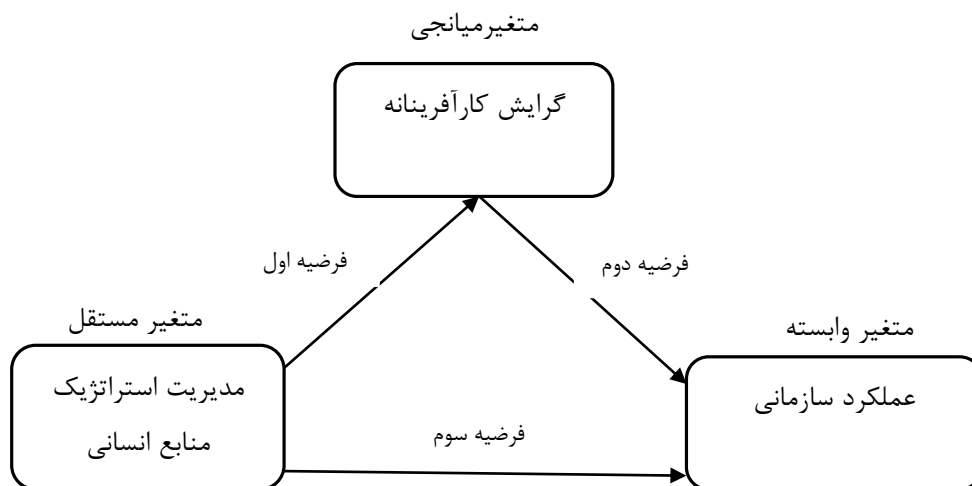 متغیرمیانجی
گرایش کارآفرینانه
فرضیه اول
فرضیه دوم
متغیر مستقل
متغیر وابسته
مدیریت استراتژیک
منابع انسانی
عملکرد سازمانی
فرضیه سوم